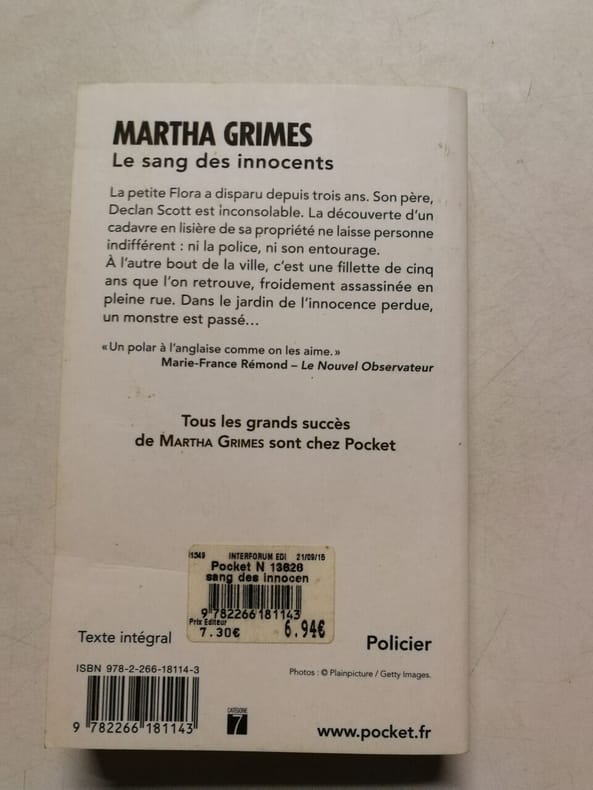 MARTHA GRIMES
Le sang des innocents
La petite Flora a disparu depuis trois ans. Son père,
Declan Scott est inconsolable. La découverte d'un
cadavre en lisière de sa propriété ne laisse personne
indifférent : ni la police, ni son entourage.
À l'autre bout de la ville, c'est une fillette de cinq
ans que l'on retrouve, froidement assassinée en
pleine rue. Dans le jardin de l'innocence perdue,
un monstre est passé...
« Un polar à l'anglaise comme on les aime. »
Marie-France Rémond – Le Nouvel Observateur
Tous les grands succès
de MARTHA GRIMES sont chez Pocket
INTERFORUM EDI 21/09/15
Pocket N 13628
sang des innocen
9 782266 181143
Prix Editeur
7.30€ 6.94€
Texte intégral
Policier
ISBN 978-2-266-18114-3
Photos : © Plainpicture / Getty Images.
9 782266 181143
CATÉGORIE
7
www.pocket.fr